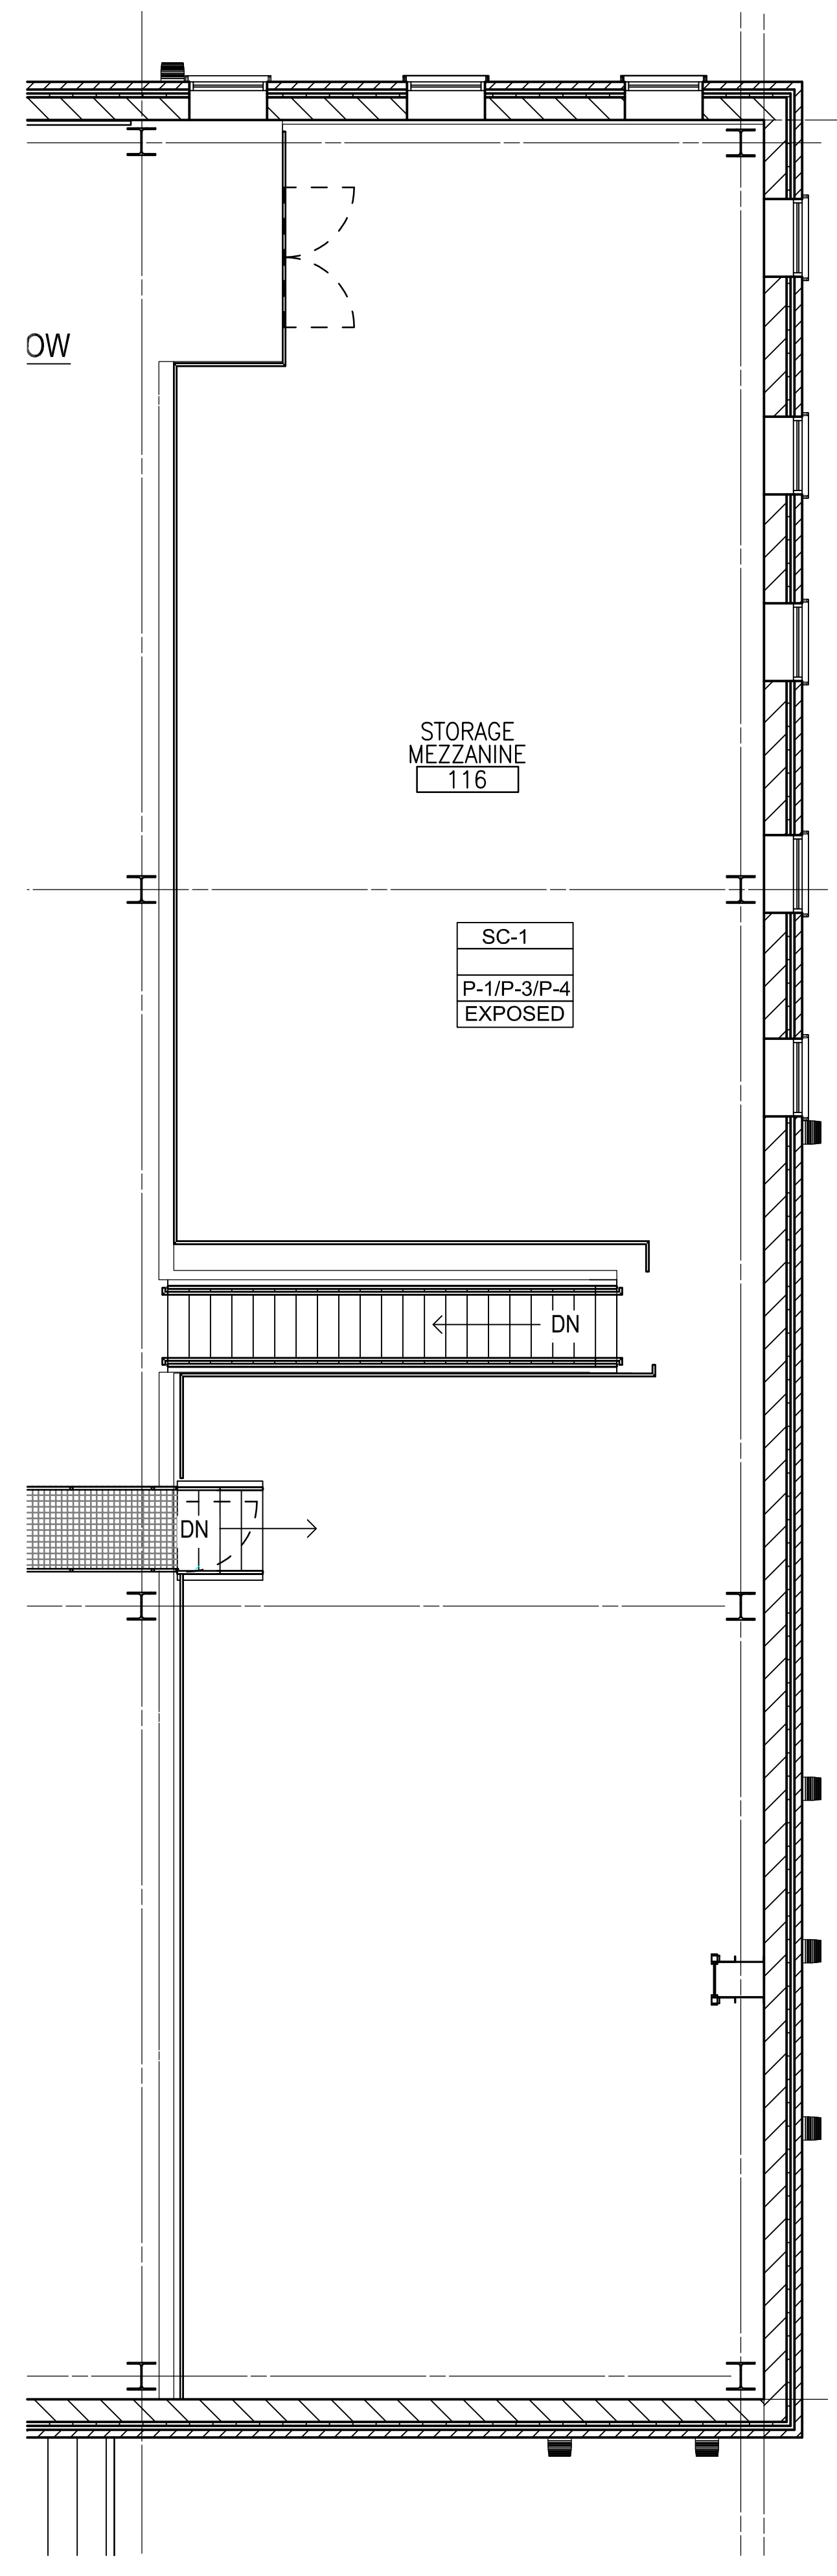 OW
STORAGE
MEZZANINE
116
SC-1
P-1/P-3/P-4
EXPOSED
DN
DN